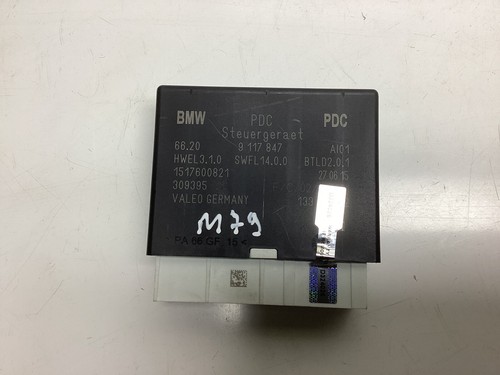 BMW PDC PDC
Steuergeraet
66.20 9 117 847 AI01
HWEL3.1.0 SWFL14.0.0 BTLD2.0.1
1517600821 27.06.15
309395
VALEO GERMANY 133
M79
PA 66 GF 15 <